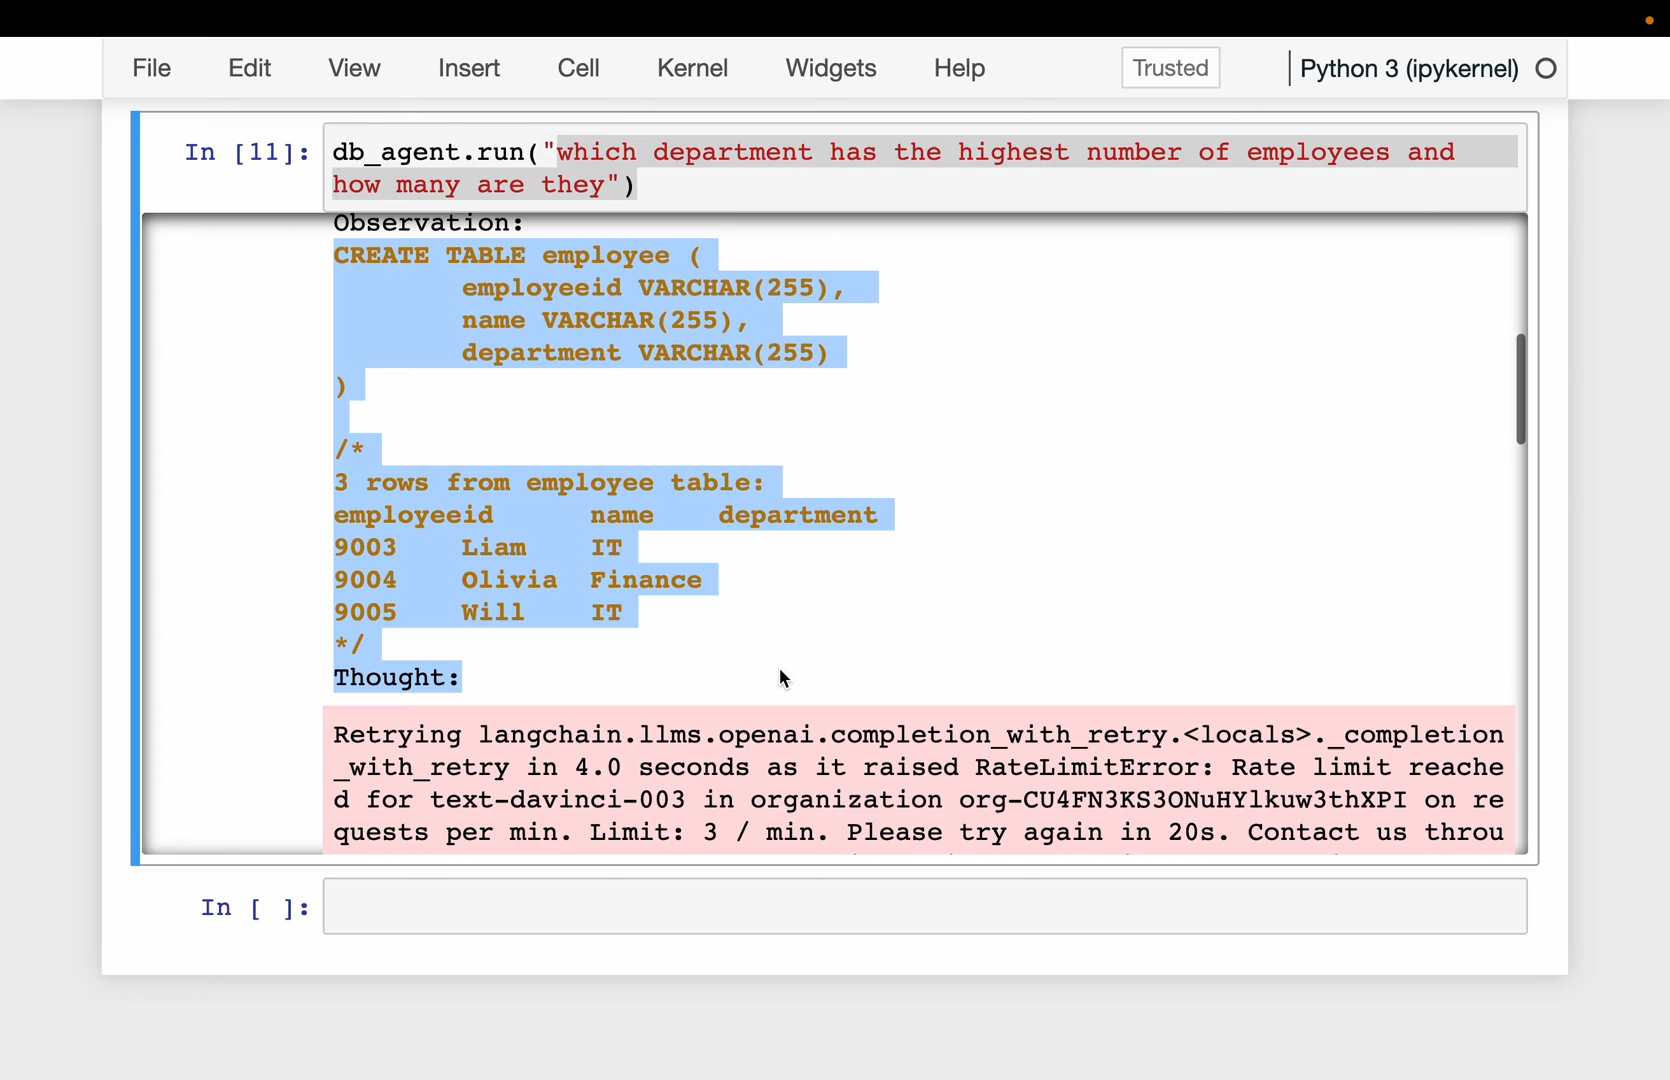 File Edit View Insert Cell Kernel Widgets Help Trusted Python 3 (ipykernel)
In [11]: db_agent.run("which department has the highest number of employees and
how many are they")
Observation:
CREATE TABLE employee (
employeeid VARCHAR(255),
name VARCHAR(255),
department VARCHAR(255)
)
/*
3 rows from employee table:
employeeid name department
9003 Liam IT
9004 Olivia Finance
9005 Will IT
*/
Thought:
Retrying langchain.llms.openai.completion_with_retry.<locals>._completion
_with_retry in 4.0 seconds as it raised RateLimitError: Rate limit reache
d for text-davinci-003 in organization org-CU4FN3KS3ONuHYlkuw3thXPI on re
quests per min. Limit: 3 / min. Please try again in 20s. Contact us throu
In [ ]: